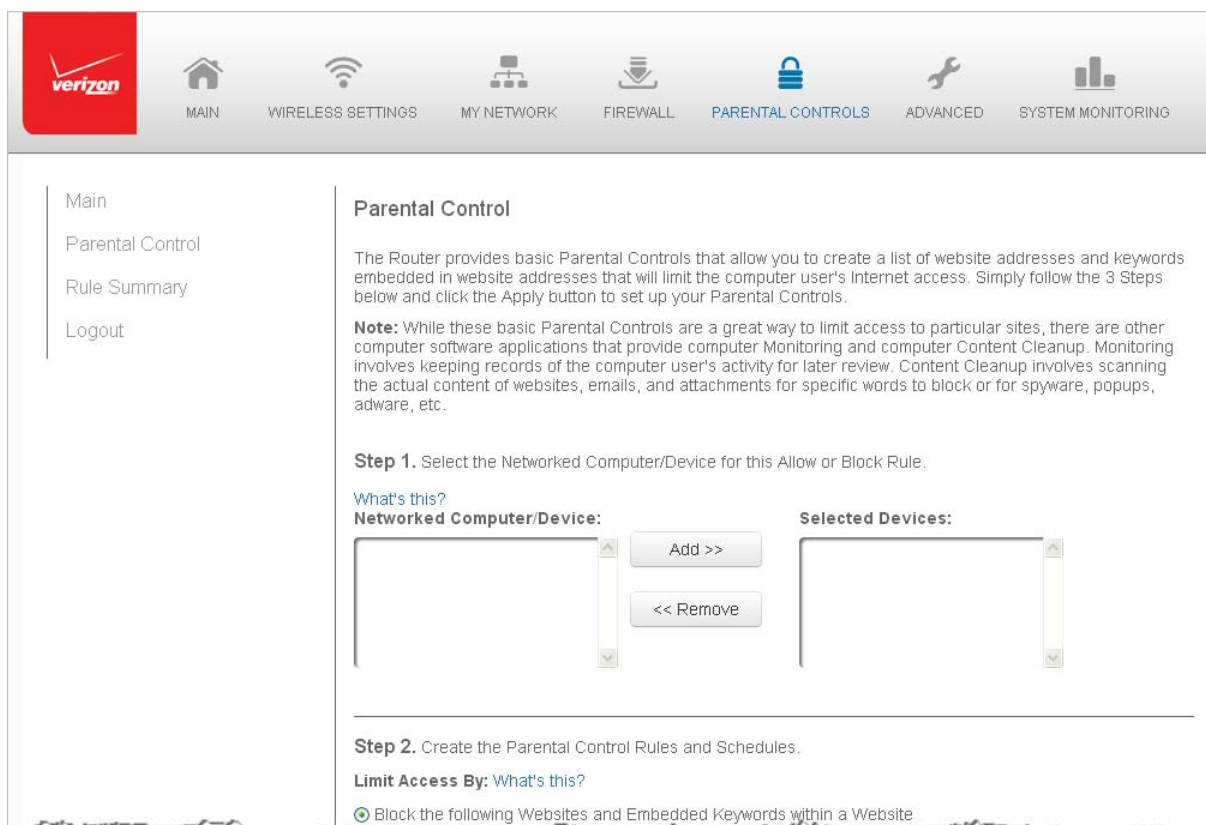 verizon
MAIN
WIRELESS SETTINGS
MY NETWORK
FIREWALL
PARENTAL CONTROLS
ADVANCED
SYSTEM MONITORING
Main
Parental Control
Rule Summary
Logout
Parental Control
The Router provides basic Parental Controls that allow you to create a list of website addresses and keywords
embedded in website addresses that will limit the computer user's Internet access. Simply follow the 3 Steps
below and click the Apply button to set up your Parental Controls.
Note: While these basic Parental Controls are a great way to limit access to particular sites, there are other
computer software applications that provide computer Monitoring and computer Content Cleanup. Monitoring
involves keeping records of the computer user's activity for later review. Content Cleanup involves scanning
the actual content of websites, emails, and attachments for specific words to block or for spyware, popups,
adware, etc.
Step 1. Select the Networked Computer/Device for this Allow or Block Rule.
What's this?
Networked Computer/Device:
Selected Devices:
Add >>
<< Remove
Step 2. Create the Parental Control Rules and Schedules.
Limit Access By: What's this?
Block the following Websites and Embedded Keywords within a Website